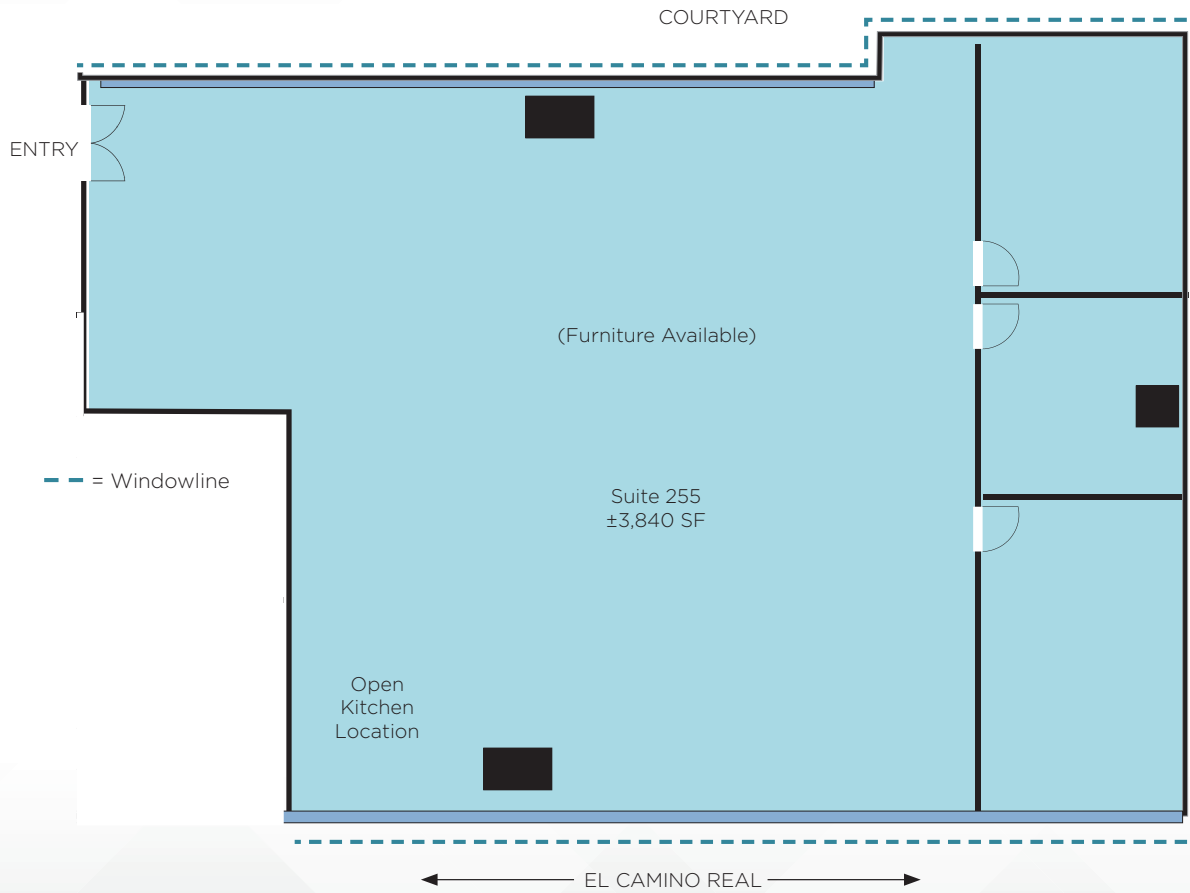 COURTYARD
ENTRY
(Furniture Available)
= Windowline
Suite 255
±3,840 SF
Open
Kitchen
Location
EL CAMINO REAL